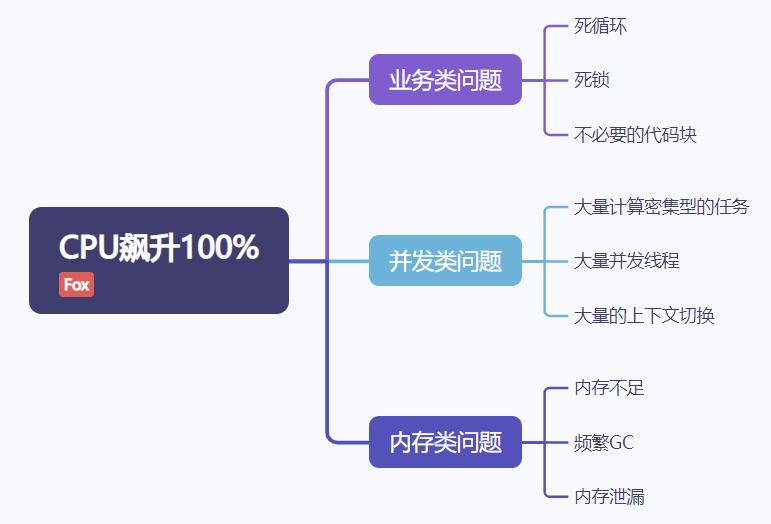 CPU飙升100%
Fox
业务类问题
死循环
死锁
不必要的代码块
并发类问题
大量计算密集型的任务
大量并发线程
大量的上下文切换
内存类问题
内存不足
频繁GC
内存泄漏